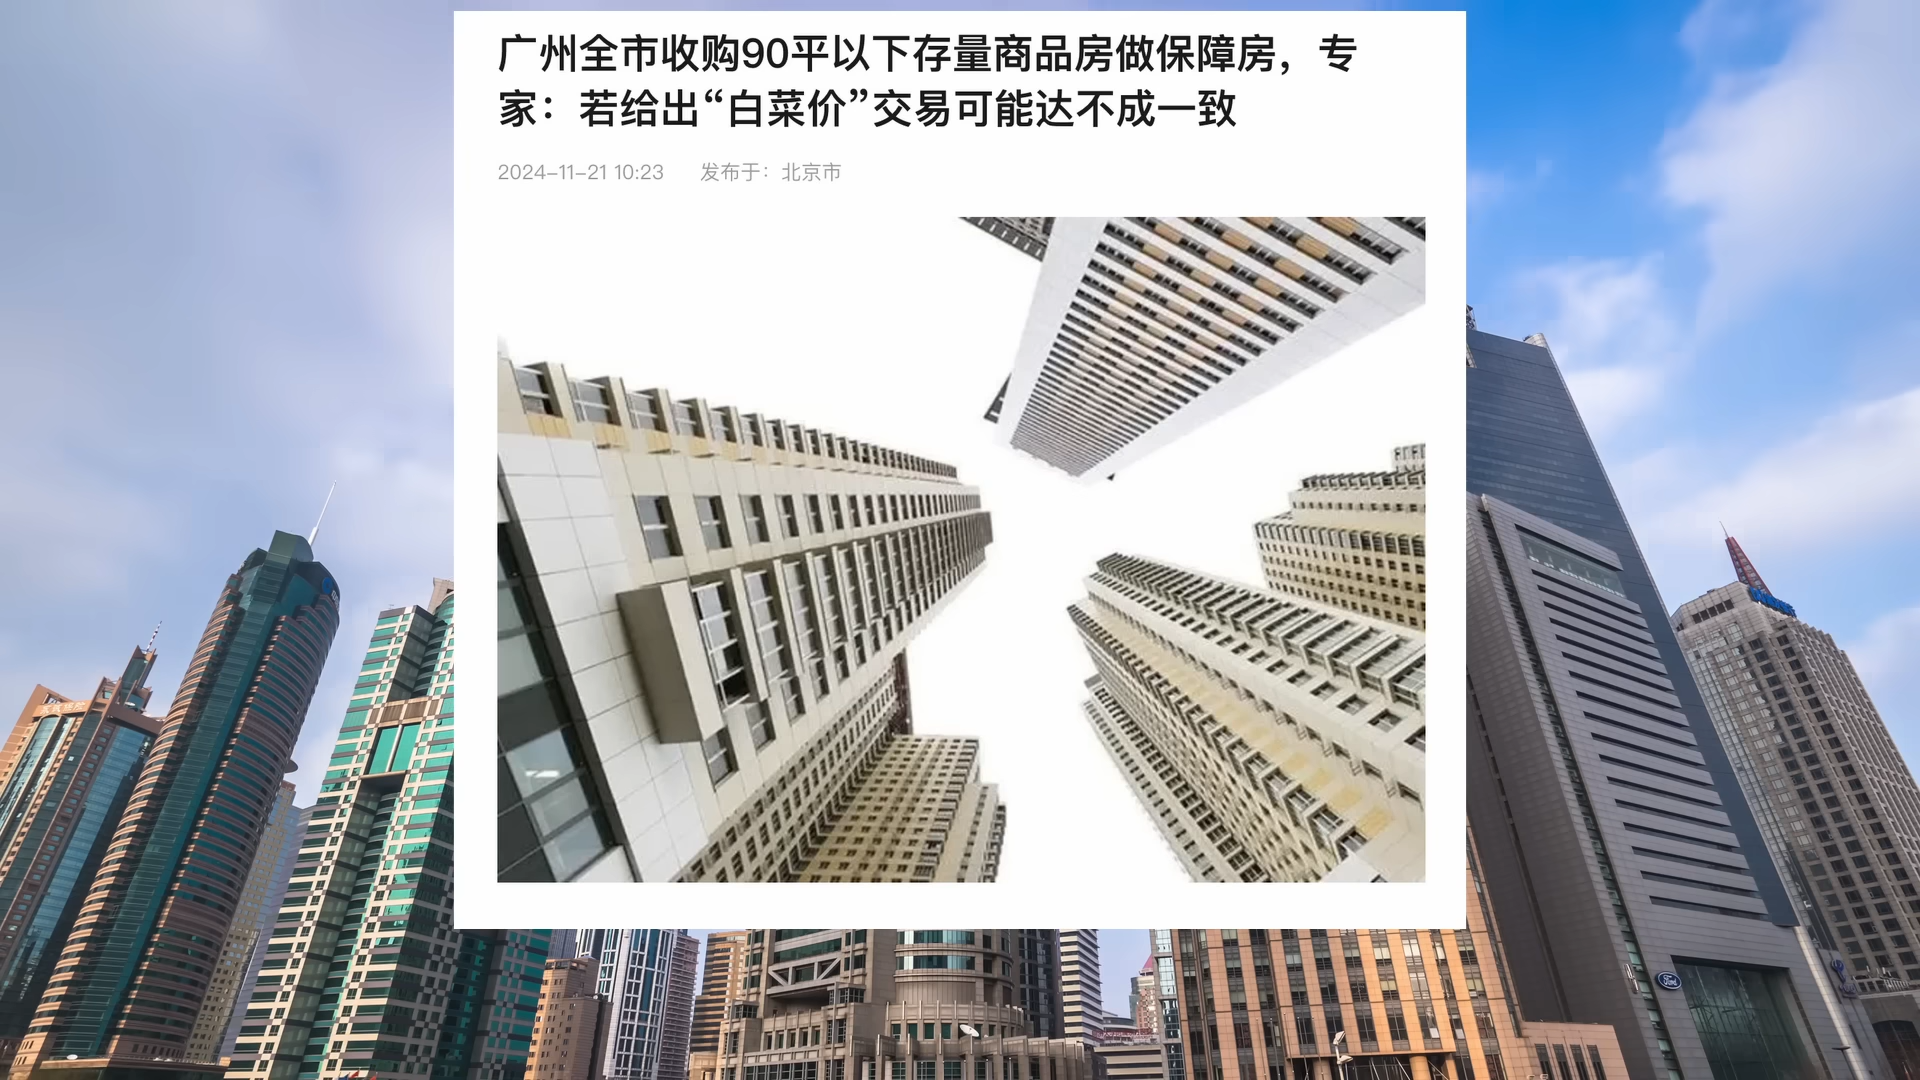 广州全市收购90平以下存量商品房做保障房，专
家：若给出“白菜价”交易可能达不成一致
2024-11-21 10:23 发布于：北京市
Ford